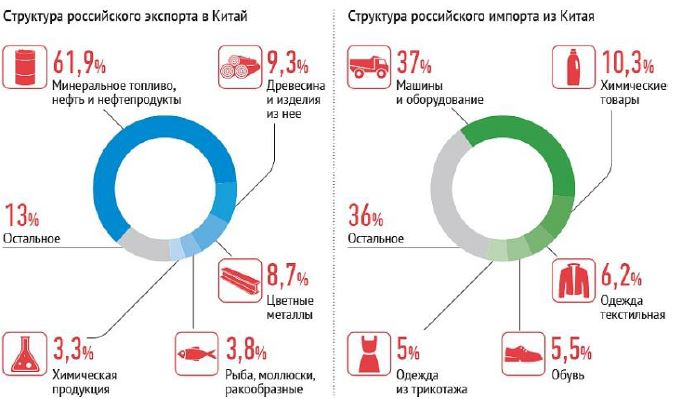 Структура российского экспорта в Китай
61,9%
Минеральное топливо,
нефть и нефтепродукты
9,3%
Древесина
и изделия
из нее
13%
Остальное
8,7%
Цветные
металлы
3,3%
Химическая
продукция
3,8%
Рыба, моллюски,
ракообразные
Структура российского импорта из Китая
37%
Машины
и оборудование
10,3%
Химические
товары
36%
Остальное
6,2%
Одежда
текстильная
5%
Одежда
из трикотажа
5,5%
Обувь